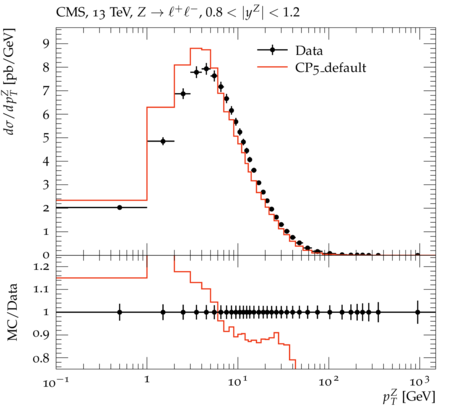 CMS, 13 TeV, Z → ℓ⁺ℓ⁻, 0.8 < |y^Z| < 1.2
dσ/dp_T^Z [pb/GeV]
9
8
7
6
5
4
3
2
1
0
Data
CP5_default
MC/Data
1.2
1.1
1
0.9
0.8
10⁻¹ 1 10¹ 10² 10³
p_T^Z [GeV]